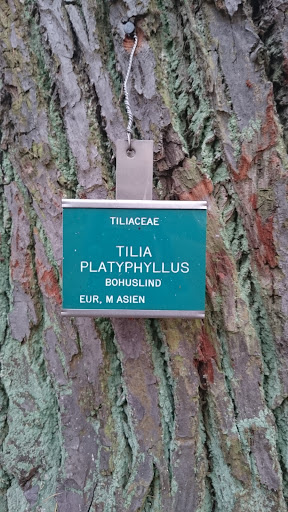 TILIACEAE
TILIA
PLATYPHYLLUS
BOHUSLIND
EUR, M ASIEN